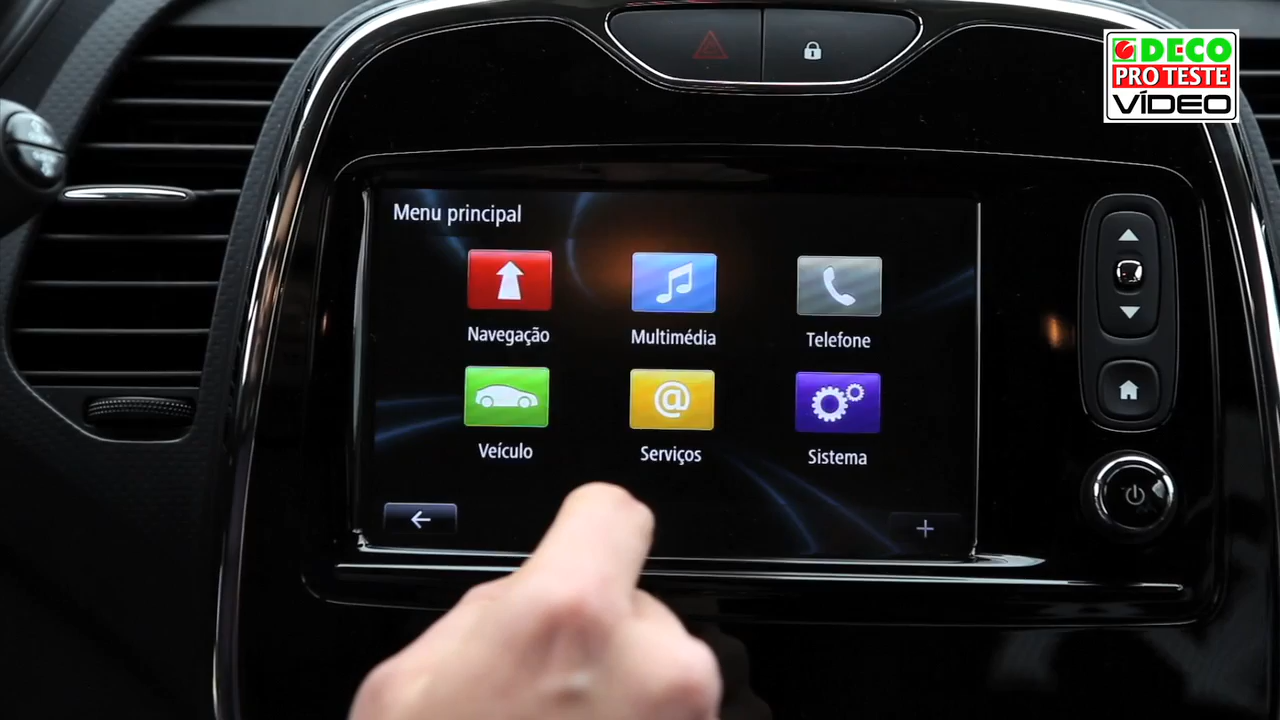 DECO
PRO TESTE
VÍDEO
Menu principal
Navegação
Multimédia
Telefone
Veículo
@
Serviços
Sistema